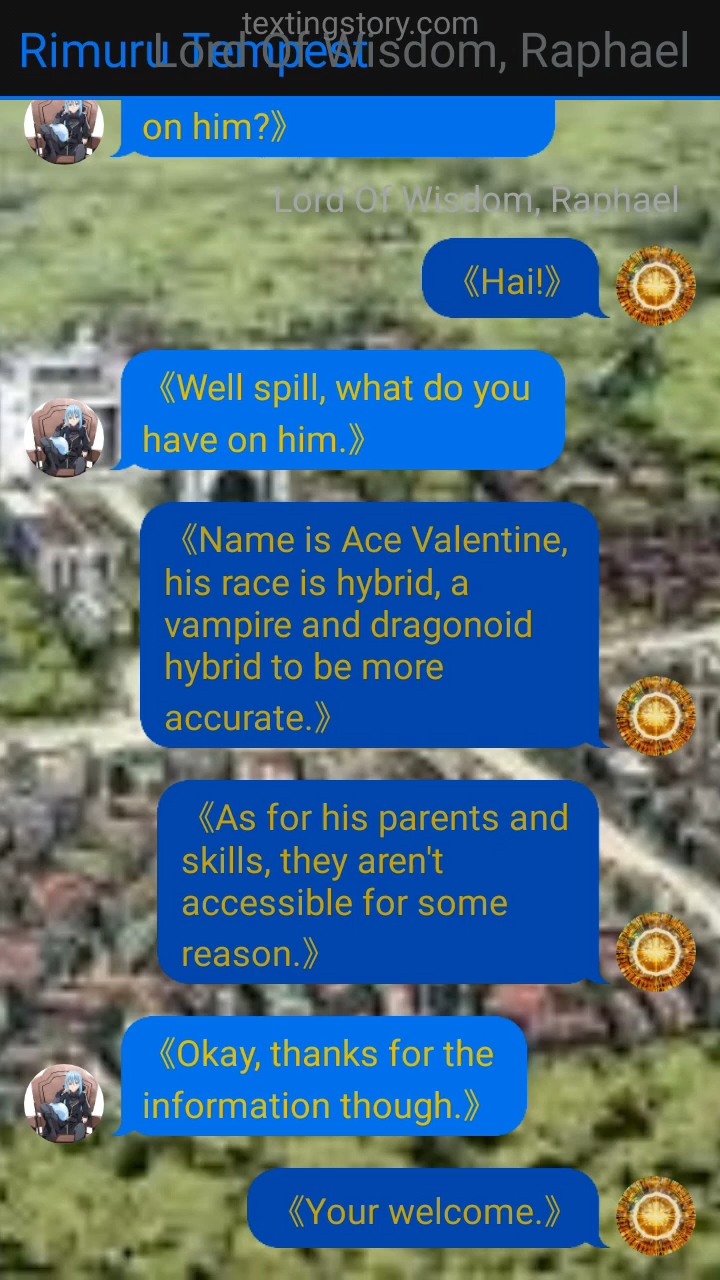 textingstory.com
Rimuru Tempest
Lord Of Wisdom, Raphael
on him?》
Lord Of Wisdom, Raphael
《Hai!》
《Well spill, what do you
have on him.》
《Name is Ace Valentine,
his race is hybrid, a
vampire and dragonoid
hybrid to be more
accurate.》
《As for his parents and
skills, they aren't
accessible for some
reason.》
《Okay, thanks for the
information though.》
《Your welcome.》